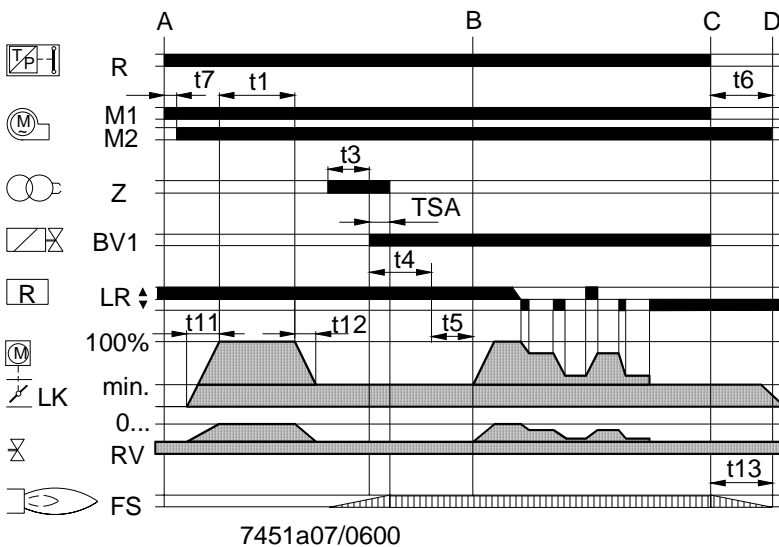 A B C D
T/P R
t7 t1 t6
M ~ M1
M2
t3
Z
TSA
BV1
t4
R LR
t11 t12 t5
M 100%
LK min.
0...
RV
t13
FS
7451a07/0600